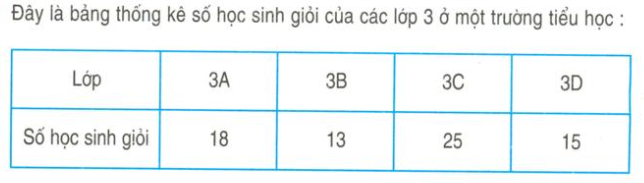 Đây là bảng thống kê số học sinh giỏi của các lớp 3 ở một trường tiểu học :
Lớp 3A 3B 3C 3D
Số học sinh giỏi 18 13 25 15